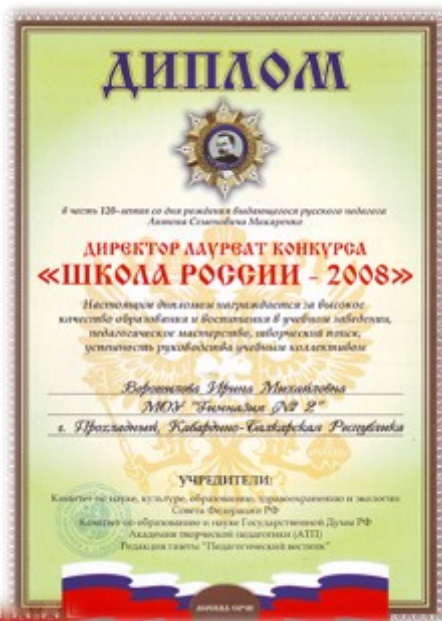 ДИПЛОМ
в честь 120-летия со дня рождения выдающегося русского педагога
Антона Семеновича Макаренко
ДИРЕКТОР ЛАУРЕАТ КОНКУРСА
«ШКОЛА РОССИИ - 2008»
Настоящим дипломом награждается за высокое
качество образования и воспитания в учебном заведении,
педагогическое мастерство, творческий поиск,
успешность руководства учебным коллективом
Ирина Михайловна
МОУ "Гимназия № 2"
г. Прохладный, Кабардино-Балкарская Республика
УЧРЕДИТЕЛИ:
Комитет по науке, культуре, образованию, здравоохранению и экологии
Совета Федерации РФ
Комитет по образованию и науке Государственной Думы РФ
Академия творческой педагогики (АТП)
Редакция газеты "Педагогический вестник"